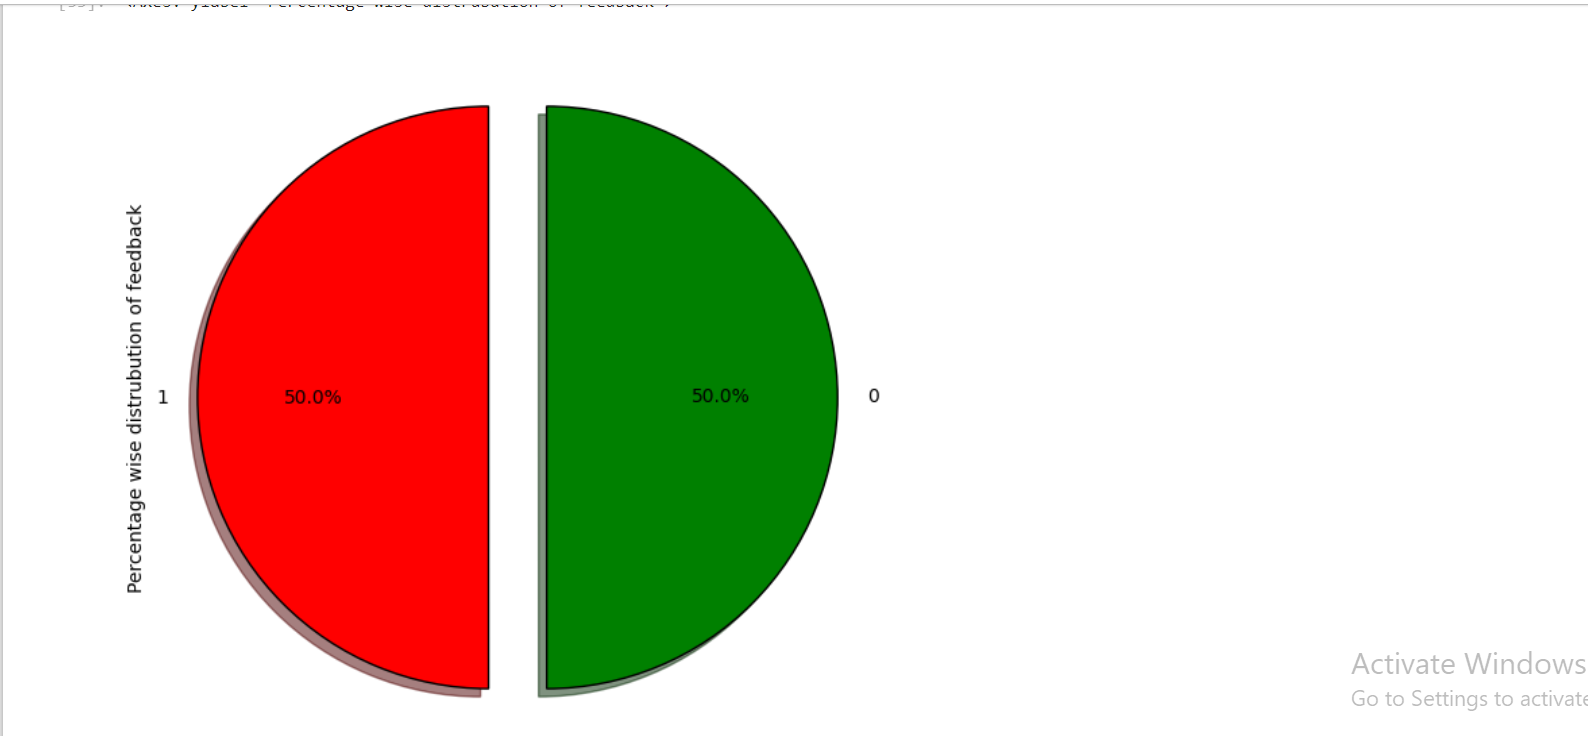 Percentage wise distrubution of feedback
1
50.0%
50.0%
0
Activate Windows
Go to Settings to activate